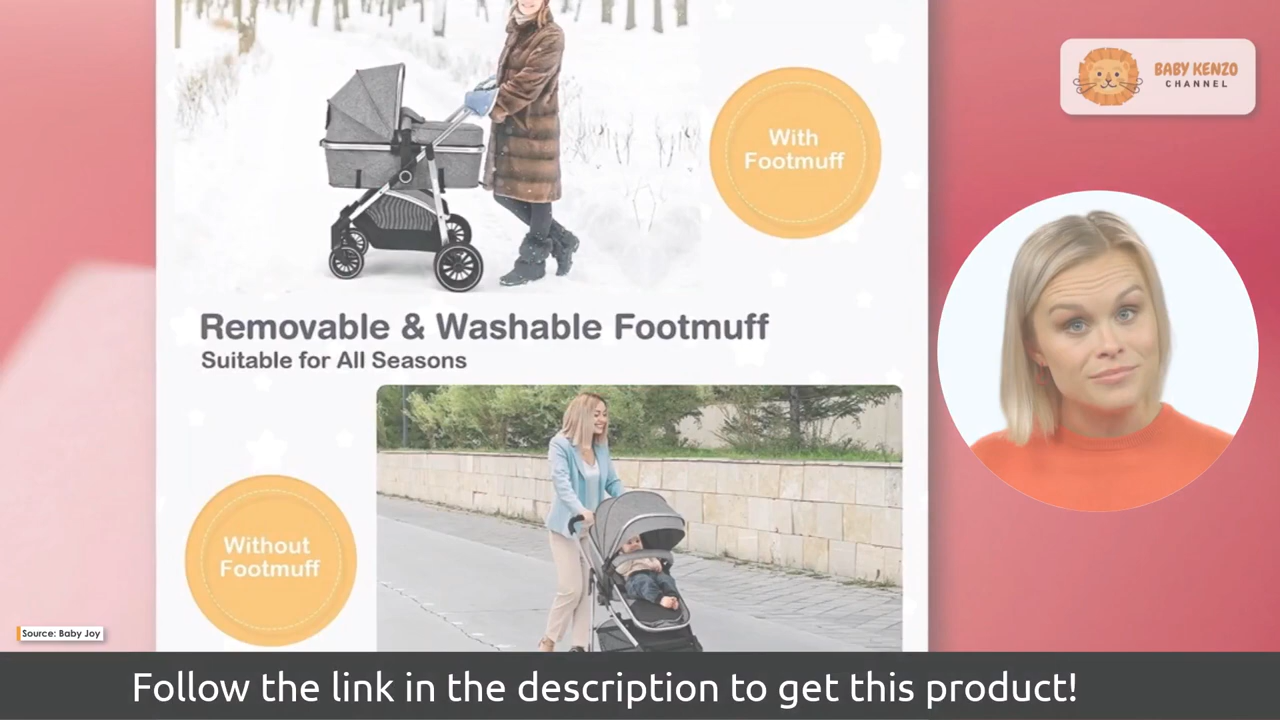 BABY KENZO
CHANNEL
With
Footmuff
Removable & Washable Footmuff
Suitable for All Seasons
Without
Footmuff
Source: Baby Joy
Follow the link in the description to get this product!